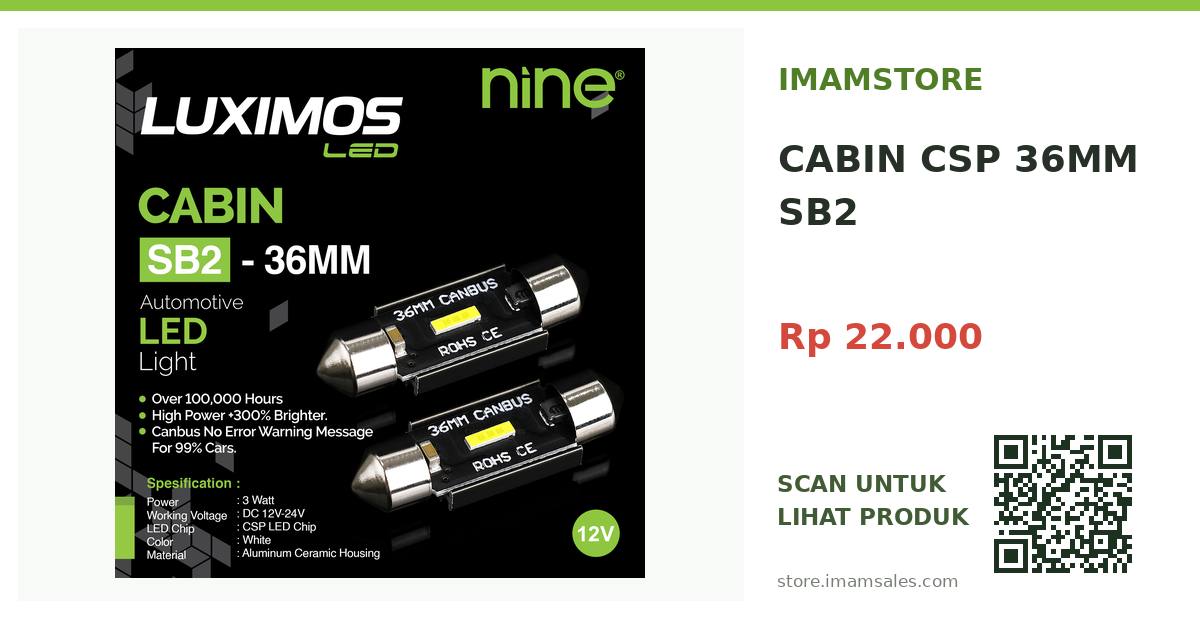 LUXIMOS
LED
nine®
CABIN
SB2 - 36MM
Automotive
LED
Light
• Over 100,000 Hours
• High Power +300% Brighter.
• Canbus No Error Warning Message
For 99% Cars.
Spesification :
Power : 3 Watt
Working Voltage : DC 12V-24V
LED Chip : CSP LED Chip
Color : White
Material : Aluminum Ceramic Housing
36MM CANBUS
ROHS CE
36MM CANBUS
ROHS CE
12V
IMAMSTORE
CABIN CSP 36MM
SB2
Rp 22.000
SCAN UNTUK
LIHAT PRODUK
store.imamsales.com